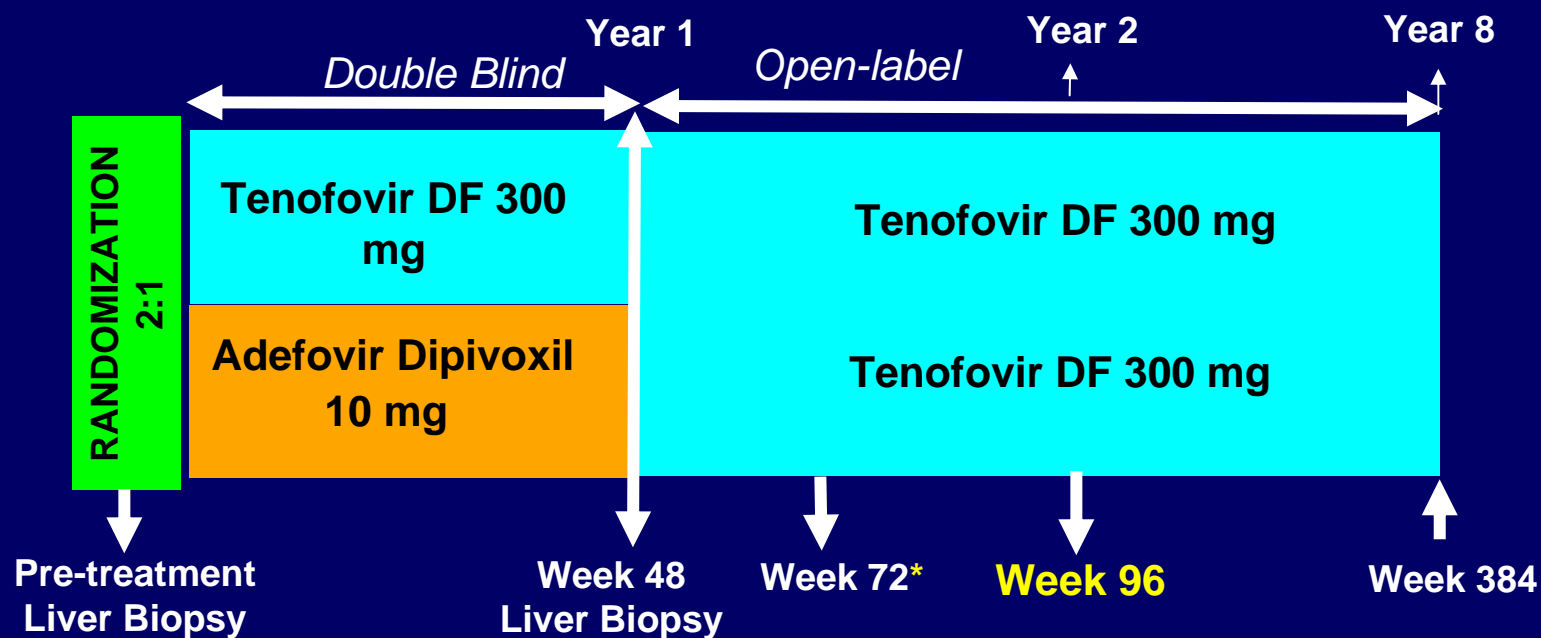 Year 1
Year 2
Year 8
Double Blind
Open-label
RANDOMIZATION
2:1
Tenofovir DF 300
mg
Tenofovir DF 300 mg
Adefovir Dipivoxil
10 mg
Tenofovir DF 300 mg
Pre-treatment
Liver Biopsy
Week 48
Liver Biopsy
Week 72*
Week 96
Week 384